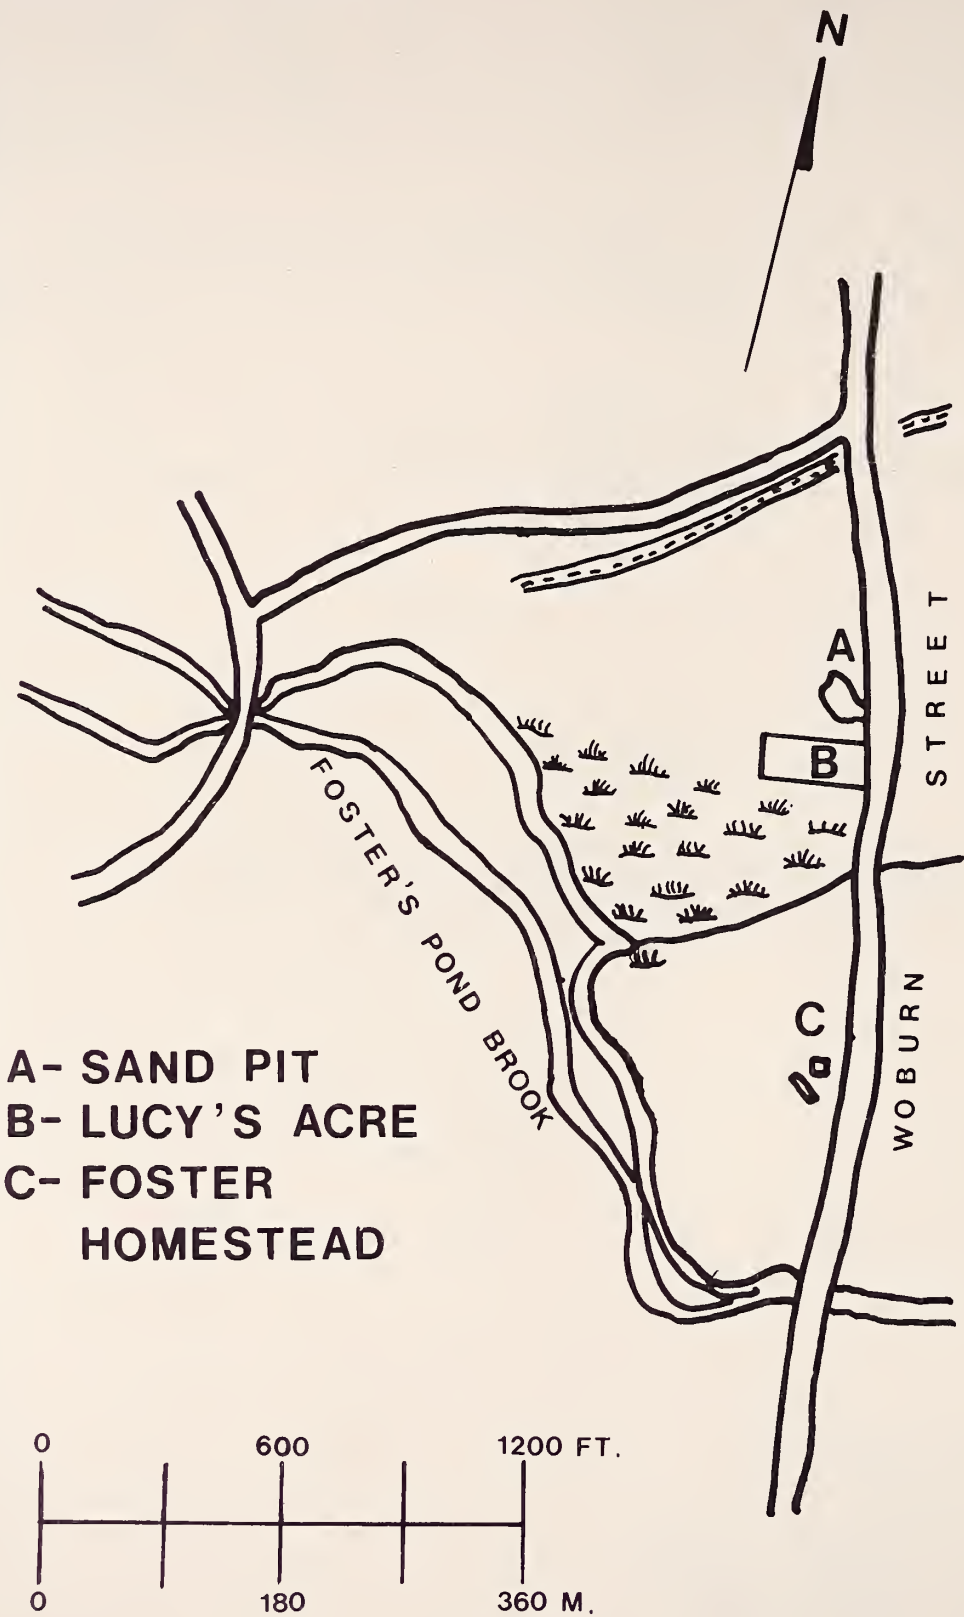 N
A
B
STREET
FOSTER'S POND BROOK
C
WOBURN
A- SAND PIT
B- LUCY'S ACRE
C- FOSTER
HOMESTEAD
0 600 1200 FT.
0 180 360 M.